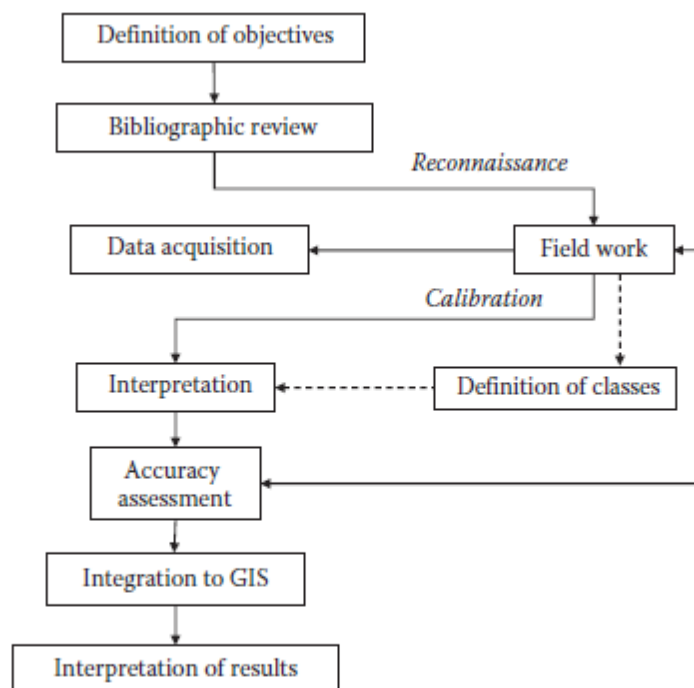 Definition of objectives
Bibliographic review
Reconnaissance
Data acquisition
Field work
Calibration
Interpretation
Definition of classes
Accuracy
assessment
Integration to GIS
Interpretation of results